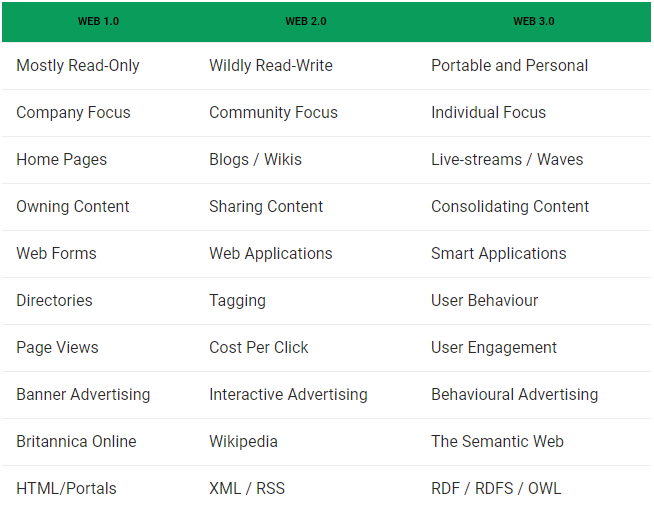 WEB 1.0 WEB 2.0 WEB 3.0
Mostly Read-Only Wildly Read-Write Portable and Personal
Company Focus Community Focus Individual Focus
Home Pages Blogs / Wikis Live-streams / Waves
Owning Content Sharing Content Consolidating Content
Web Forms Web Applications Smart Applications
Directories Tagging User Behaviour
Page Views Cost Per Click User Engagement
Banner Advertising Interactive Advertising Behavioural Advertising
Britannica Online Wikipedia The Semantic Web
HTML/Portals XML / RSS RDF / RDFS / OWL